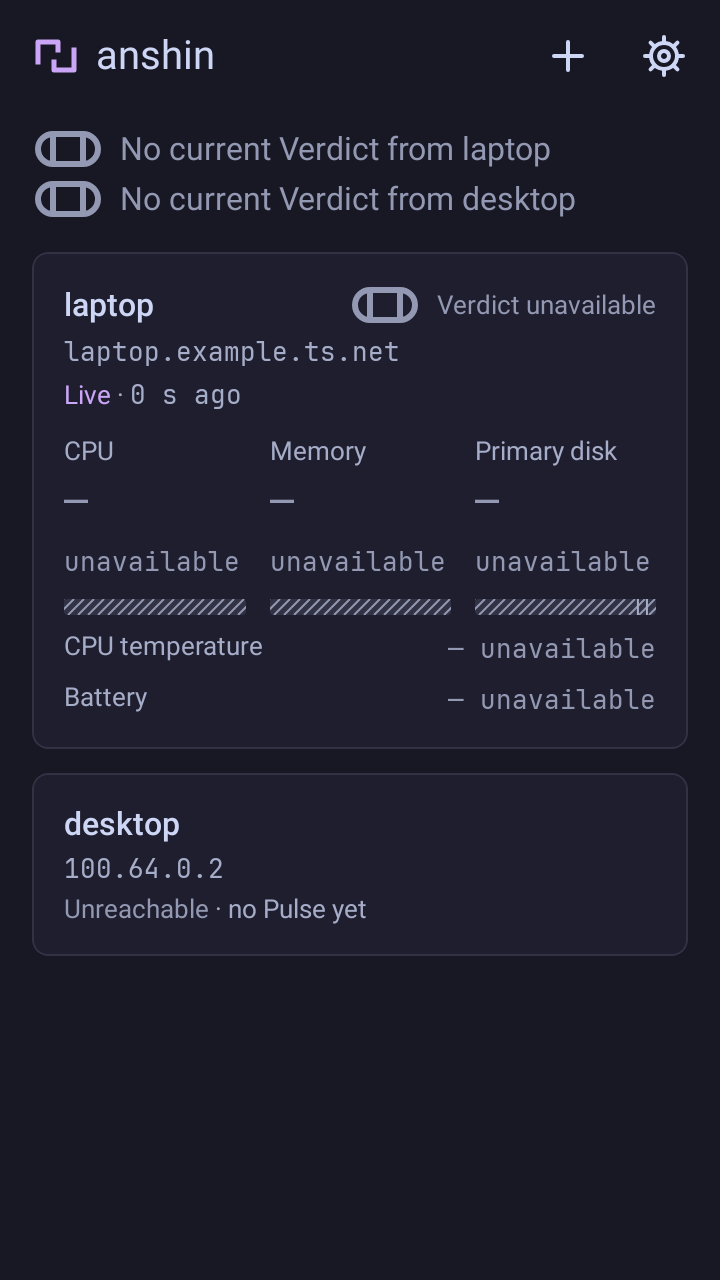 anshin
No current Verdict from laptop
No current Verdict from desktop
laptop Verdict unavailable
laptop.example.ts.net
Live · 0 s ago
CPU Memory Primary disk
— — —
unavailable unavailable unavailable
CPU temperature — unavailable
Battery — unavailable
desktop
100.64.0.2
Unreachable · no Pulse yet